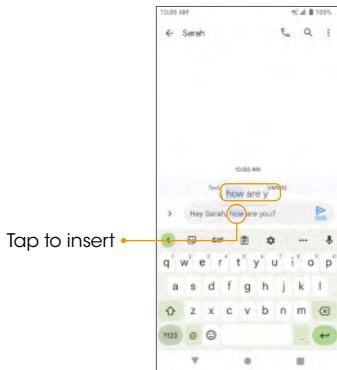 10:00 AM 100%
Sarah
10:00 AM
how are y
Hey Sarah, how are you?
SMS
Tap to insert
GIF
q w e r t y u i o p
a s d f g h j k l
z x c v b n m
?123 @ .